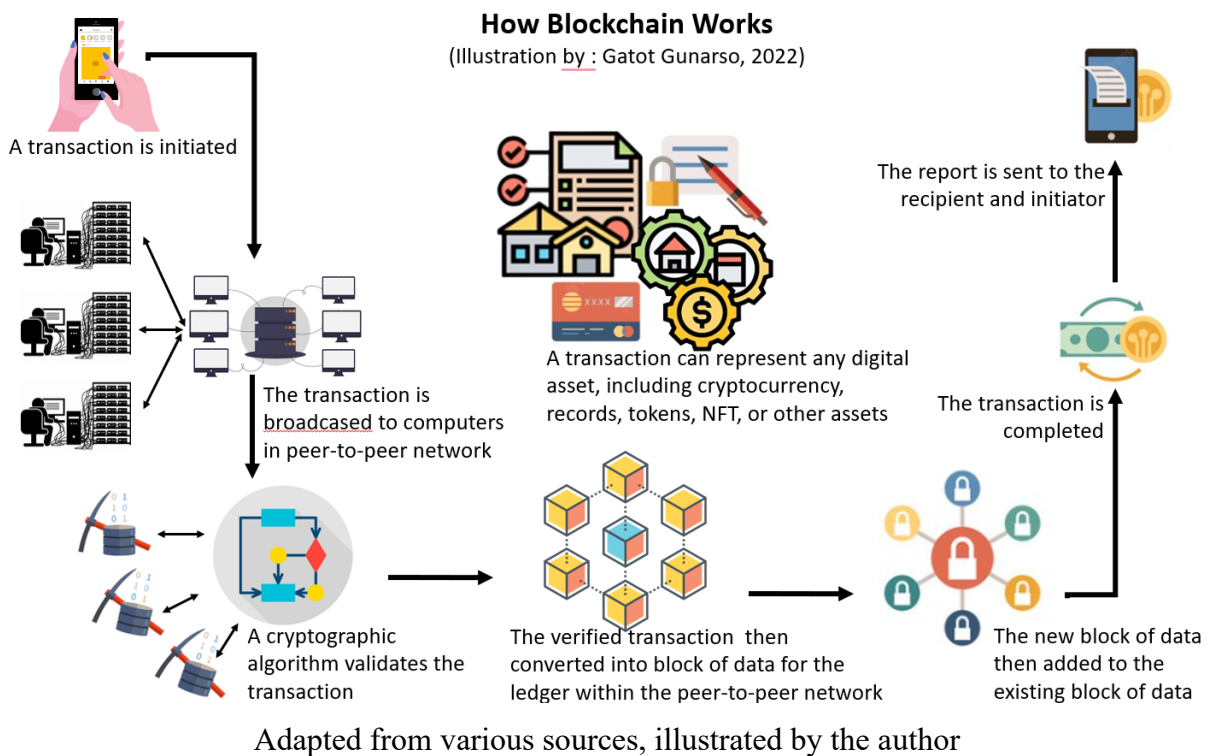 How Blockchain Works
(Illustration by : Gatot Gunarso, 2022)
A transaction is initiated
The transaction is
broadcased to computers
in peer-to-peer network
A cryptographic
algorithm validates the
transaction
XXXX
A transaction can represent any digital
asset, including cryptocurrency,
records, tokens, NFT, or other assets
The verified transaction  then
converted into block of data for the
ledger within the peer-to-peer network
The new block of data
then added to the
existing block of data
The transaction is
completed
The report is sent to the
recipient and initiator
Adapted from various sources, illustrated by the author